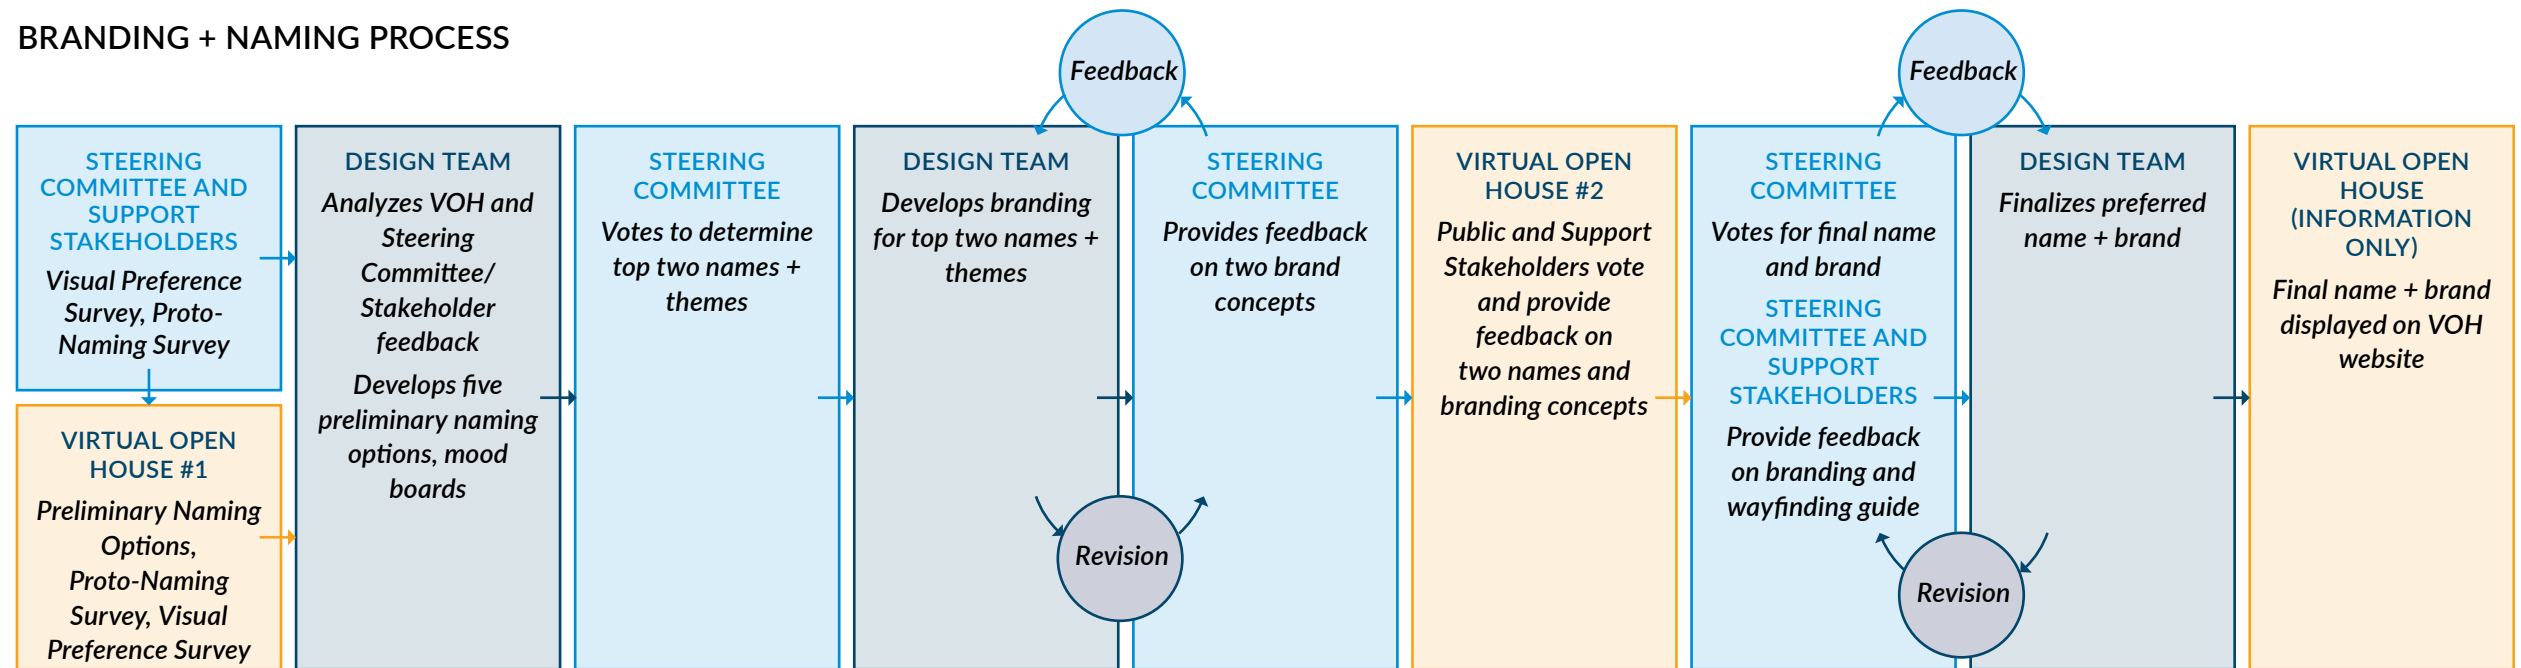 BRANDING + NAMING PROCESS
STEERING
COMMITTEE AND
SUPPORT
STAKEHOLDERS
Visual Preference
Survey, Proto-
Naming Survey
VIRTUAL OPEN
HOUSE #1
Preliminary Naming
Options,
Proto-Naming
Survey, Visual
Preference Survey
DESIGN TEAM
Analyzes VOH and
Steering
Committee/
Stakeholder
feedback
Develops five
preliminary naming
options, mood
boards
STEERING
COMMITTEE
Votes to determine
top two names +
themes
DESIGN TEAM
Develops branding
for top two names +
themes
Feedback
Revision
STEERING
COMMITTEE
Provides feedback
on two brand
concepts
VIRTUAL OPEN
HOUSE #2
Public and Support
Stakeholders vote
and provide
feedback on
two names and
branding concepts
STEERING
COMMITTEE
Votes for final name
and brand
STEERING
COMMITTEE AND
SUPPORT
STAKEHOLDERS
Provide feedback
on branding and
wayfinding guide
Feedback
Revision
DESIGN TEAM
Finalizes preferred
name + brand
VIRTUAL OPEN
HOUSE
(INFORMATION
ONLY)
Final name + brand
displayed on VOH
website